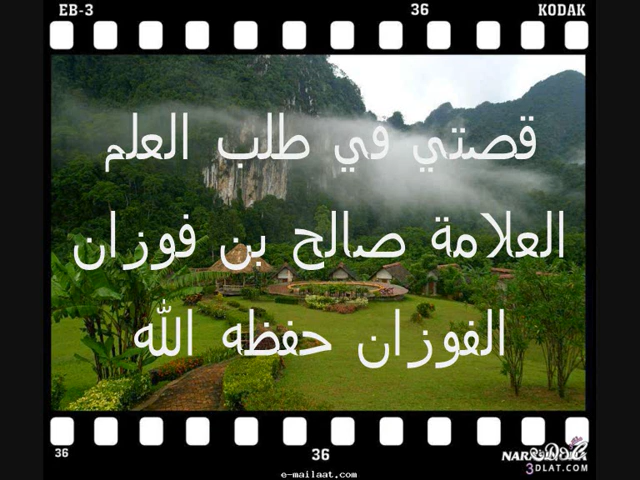 EB-3 36 KODAK
قصتي في طلب العلم
العلامة صالح بن فوزان
الفوزان حفظه الله
36 36
3DLAT.COM
e-mailaat.com